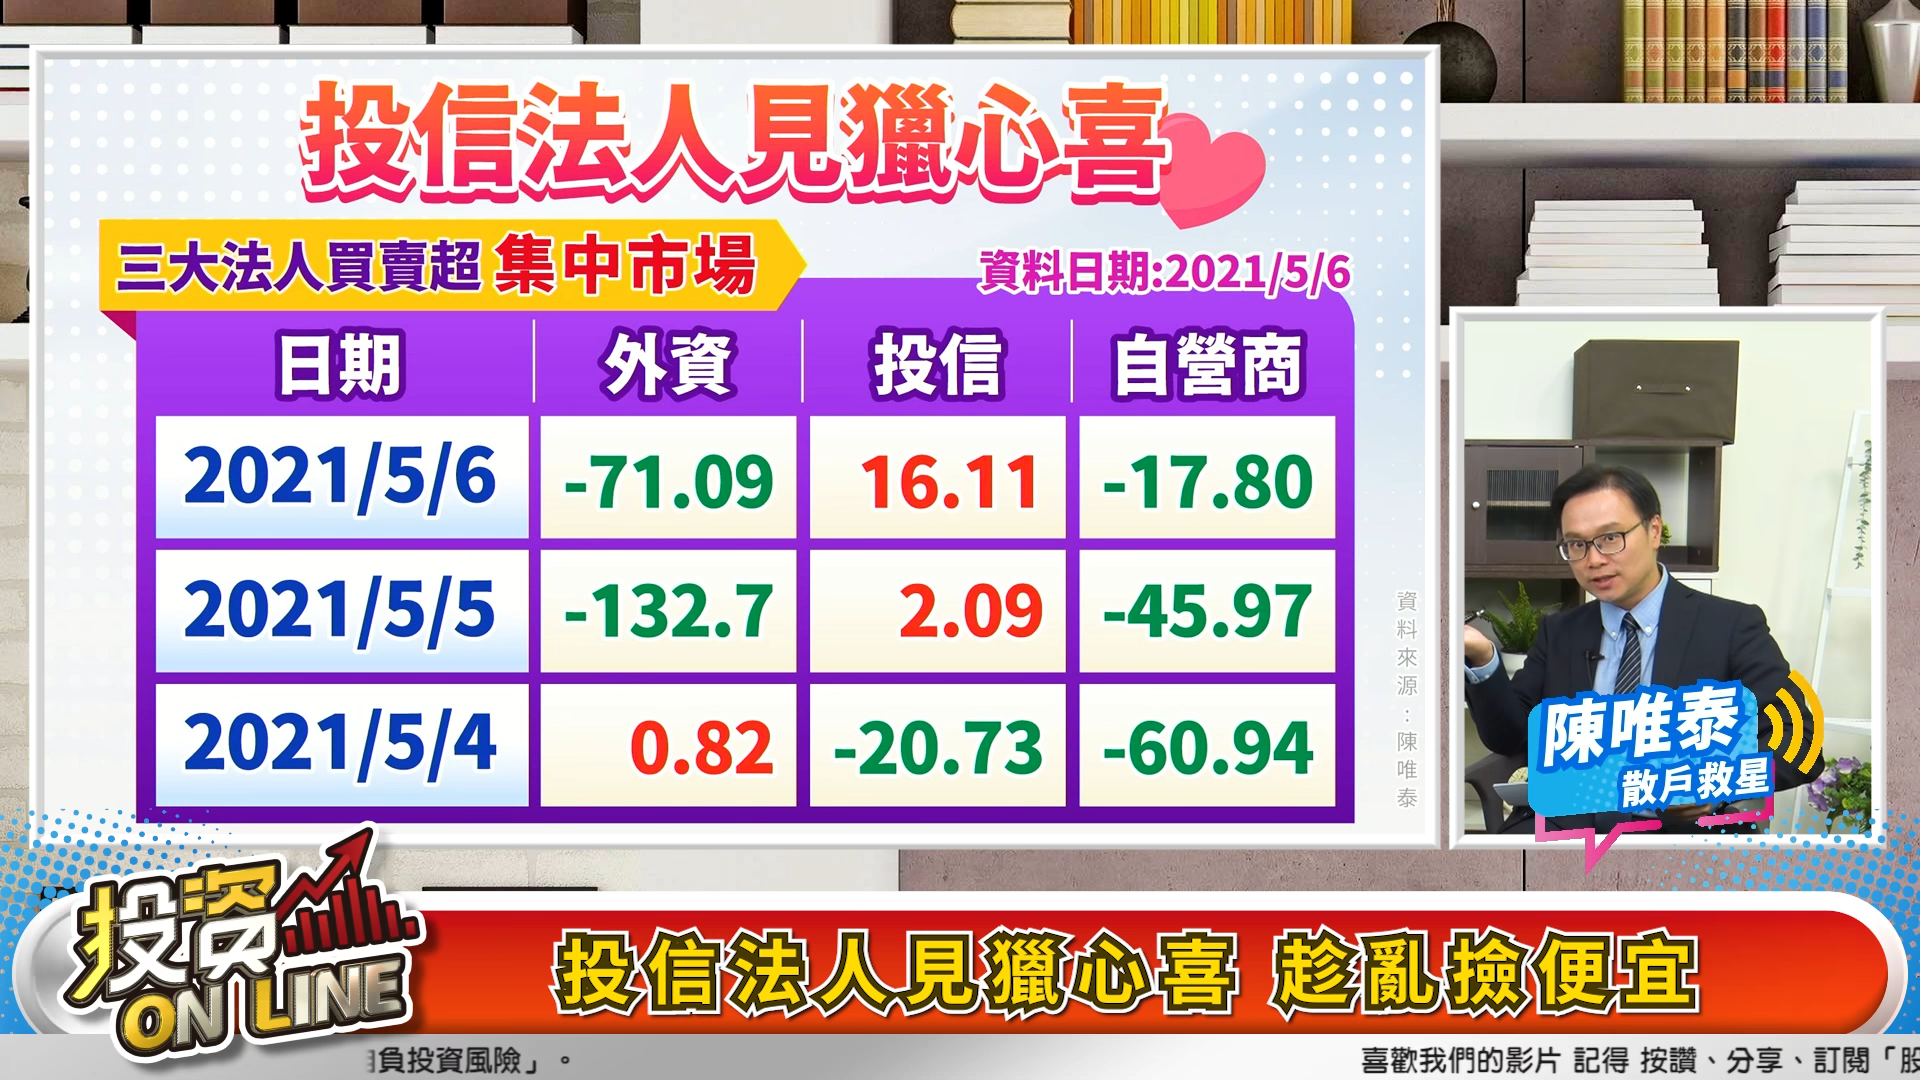 投信法人見獵心喜
三大法人買賣超 集中市場
資料日期:2021/5/6
日期 外資 投信 自營商
2021/5/6 -71.09 16.11 -17.80
2021/5/5 -132.7 2.09 -45.97
2021/5/4 0.82 -20.73 -60.94
資料來源:陳唯泰
陳唯泰
散戶救星
投資
ON LINE
投信法人見獵心喜 趁亂撿便宜
自負投資風險」。
喜歡我們的影片 記得 按讚、分享、訂閱「股